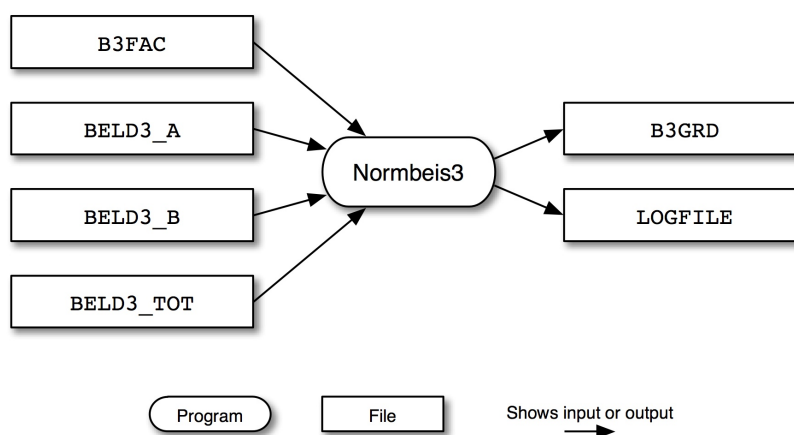 B3FAC
BELD3_A
BELD3_B
BELD3_TOT
Normbeis3
B3GRD
LOGFILE
Program
File
Shows input or output